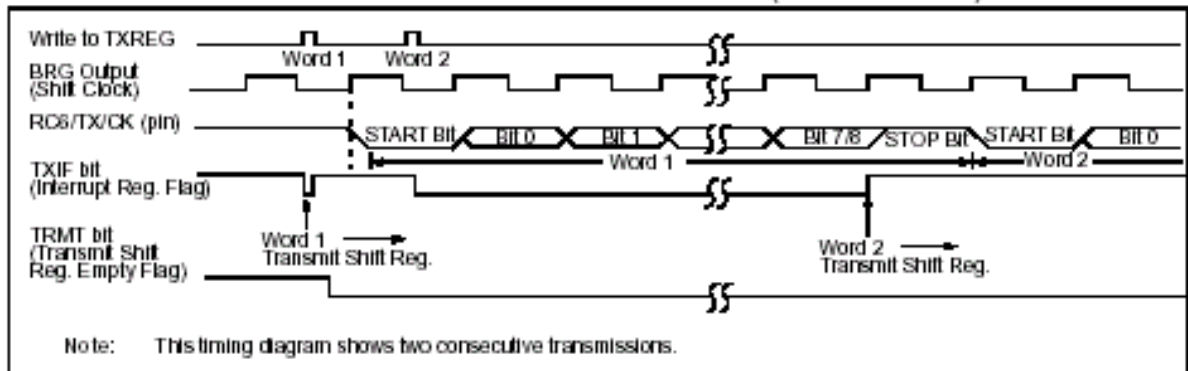 Write to TXREG
Word 1
Word 2
BRG Output
(Shift Clock)
RC6/TX/CK (pin)
START Bit
Bit 0
Bit 1
Bit 7/8
STOP Bit
START Bit
Bit 0
Word 1
Word 2
TXIF bit
(Interrupt Reg. Flag)
Word 1
Transmit Shift Reg.
Word 2
Transmit Shift Reg.
TRMT bit
(Transmit Shift
Reg. Empty Flag)
Note: This timing diagram shows two consecutive transmissions.